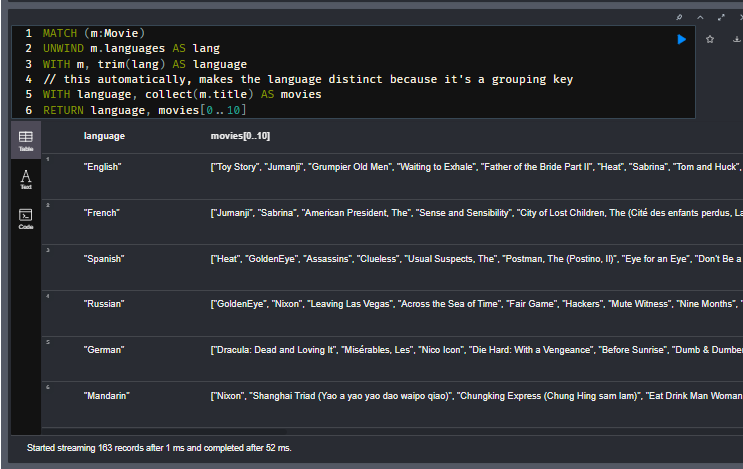 1 MATCH (m:Movie)
2 UNWIND m.languages AS lang
3 WITH m, trim(lang) AS language
4 // this automatically, makes the language distinct because it's a grouping key
5 WITH language, collect(m.title) AS movies
6 RETURN language, movies[0..10]
language movies[0..10]
Table
Text
Code
1 "English" ["Toy Story", "Jumanji", "Grumpier Old Men", "Waiting to Exhale", "Father of the Bride Part II", "Heat", "Sabrina", "Tom and Huck",
2 "French" ["Jumanji", "Sabrina", "American President, The", "Sense and Sensibility", "City of Lost Children, The (Cité des enfants perdus, La
3 "Spanish" ["Heat", "GoldenEye", "Assassins", "Clueless", "Usual Suspects, The", "Postman, The (Postino, Il)", "Eye for an Eye", "Don't Be a
4 "Russian" ["GoldenEye", "Nixon", "Leaving Las Vegas", "Across the Sea of Time", "Fair Game", "Hackers", "Mute Witness", "Nine Months", "
5 "German" ["Dracula: Dead and Loving It", "Misérables, Les", "Nico Icon", "Die Hard: With a Vengeance", "Before Sunrise", "Dumb & Dumber
6 "Mandarin" ["Nixon", "Shanghai Triad (Yao a yao yao dao waipo qiao)", "Chungking Express (Chung Hing sam lam)", "Eat Drink Man Woman
Started streaming 163 records after 1 ms and completed after 52 ms.